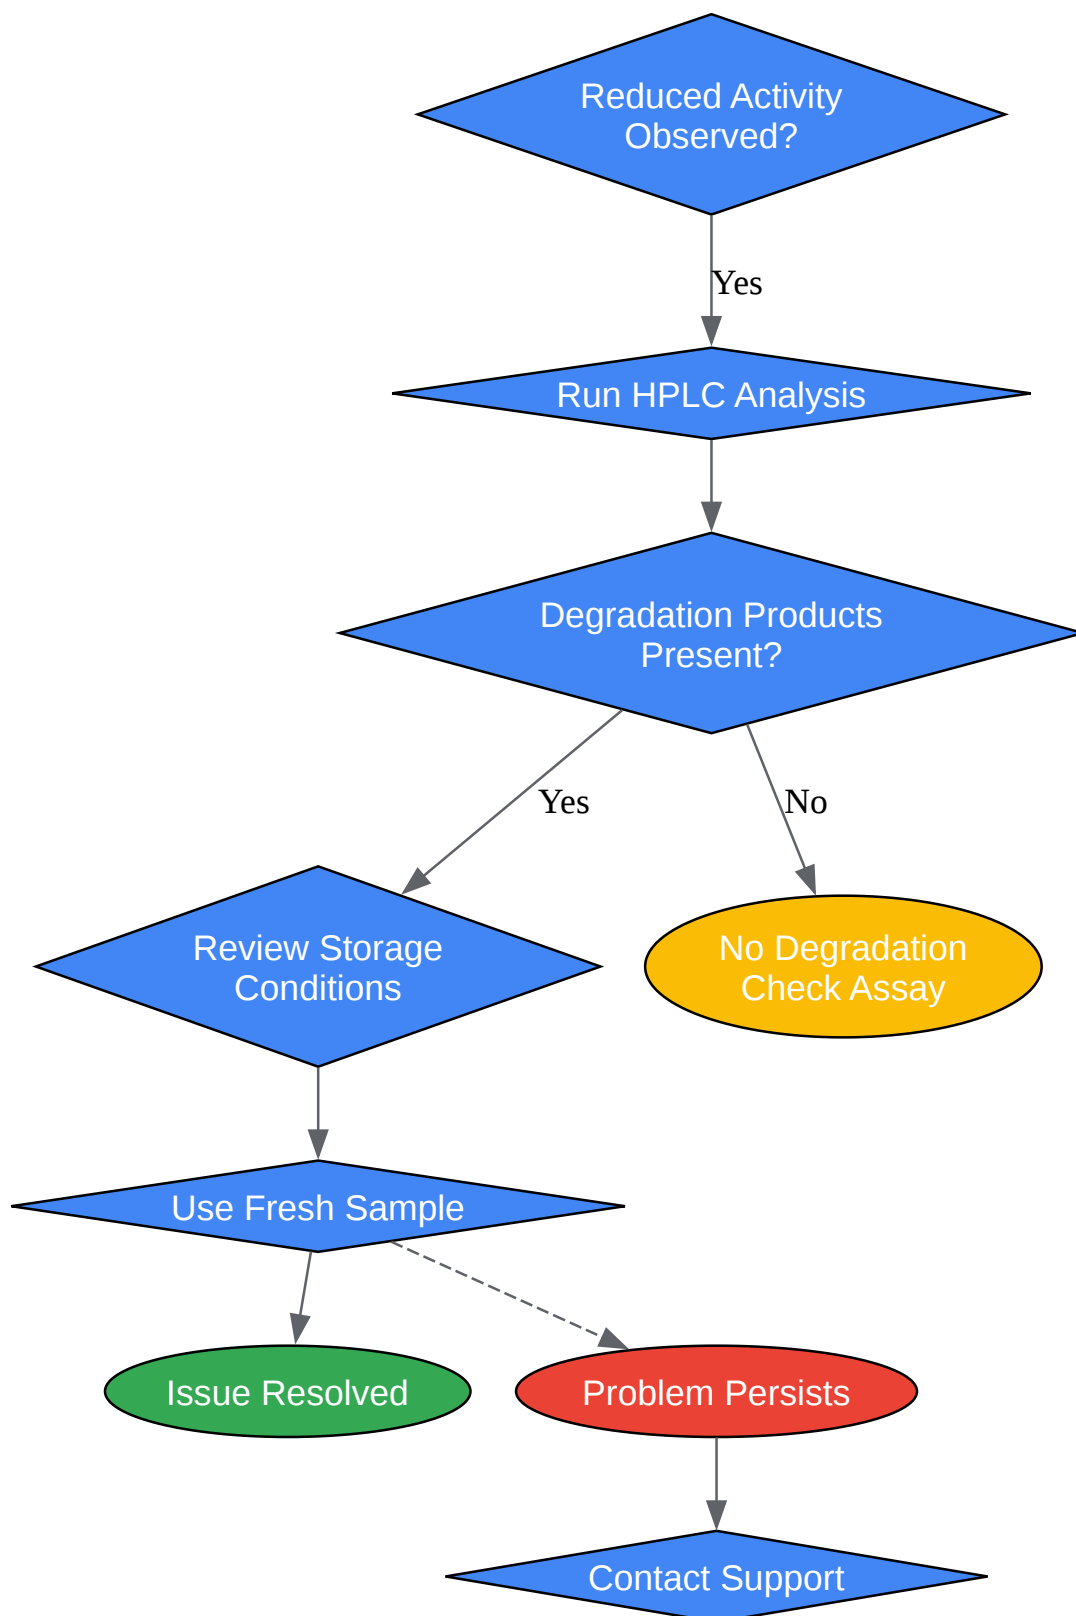 Reduced Activity
Observed?
Yes
Run HPLC Analysis
Degradation Products
Present?
Yes
No
Review Storage
Conditions
No Degradation
Check Assay
Use Fresh Sample
Issue Resolved
Problem Persists
Contact Support